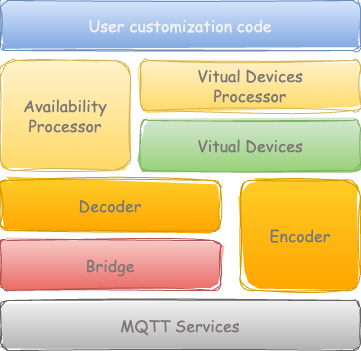 User customization code
Availability
Processor
Vitual Devices
Processor
Vitual Devices
Decoder
Encoder
Bridge
MQTT Services